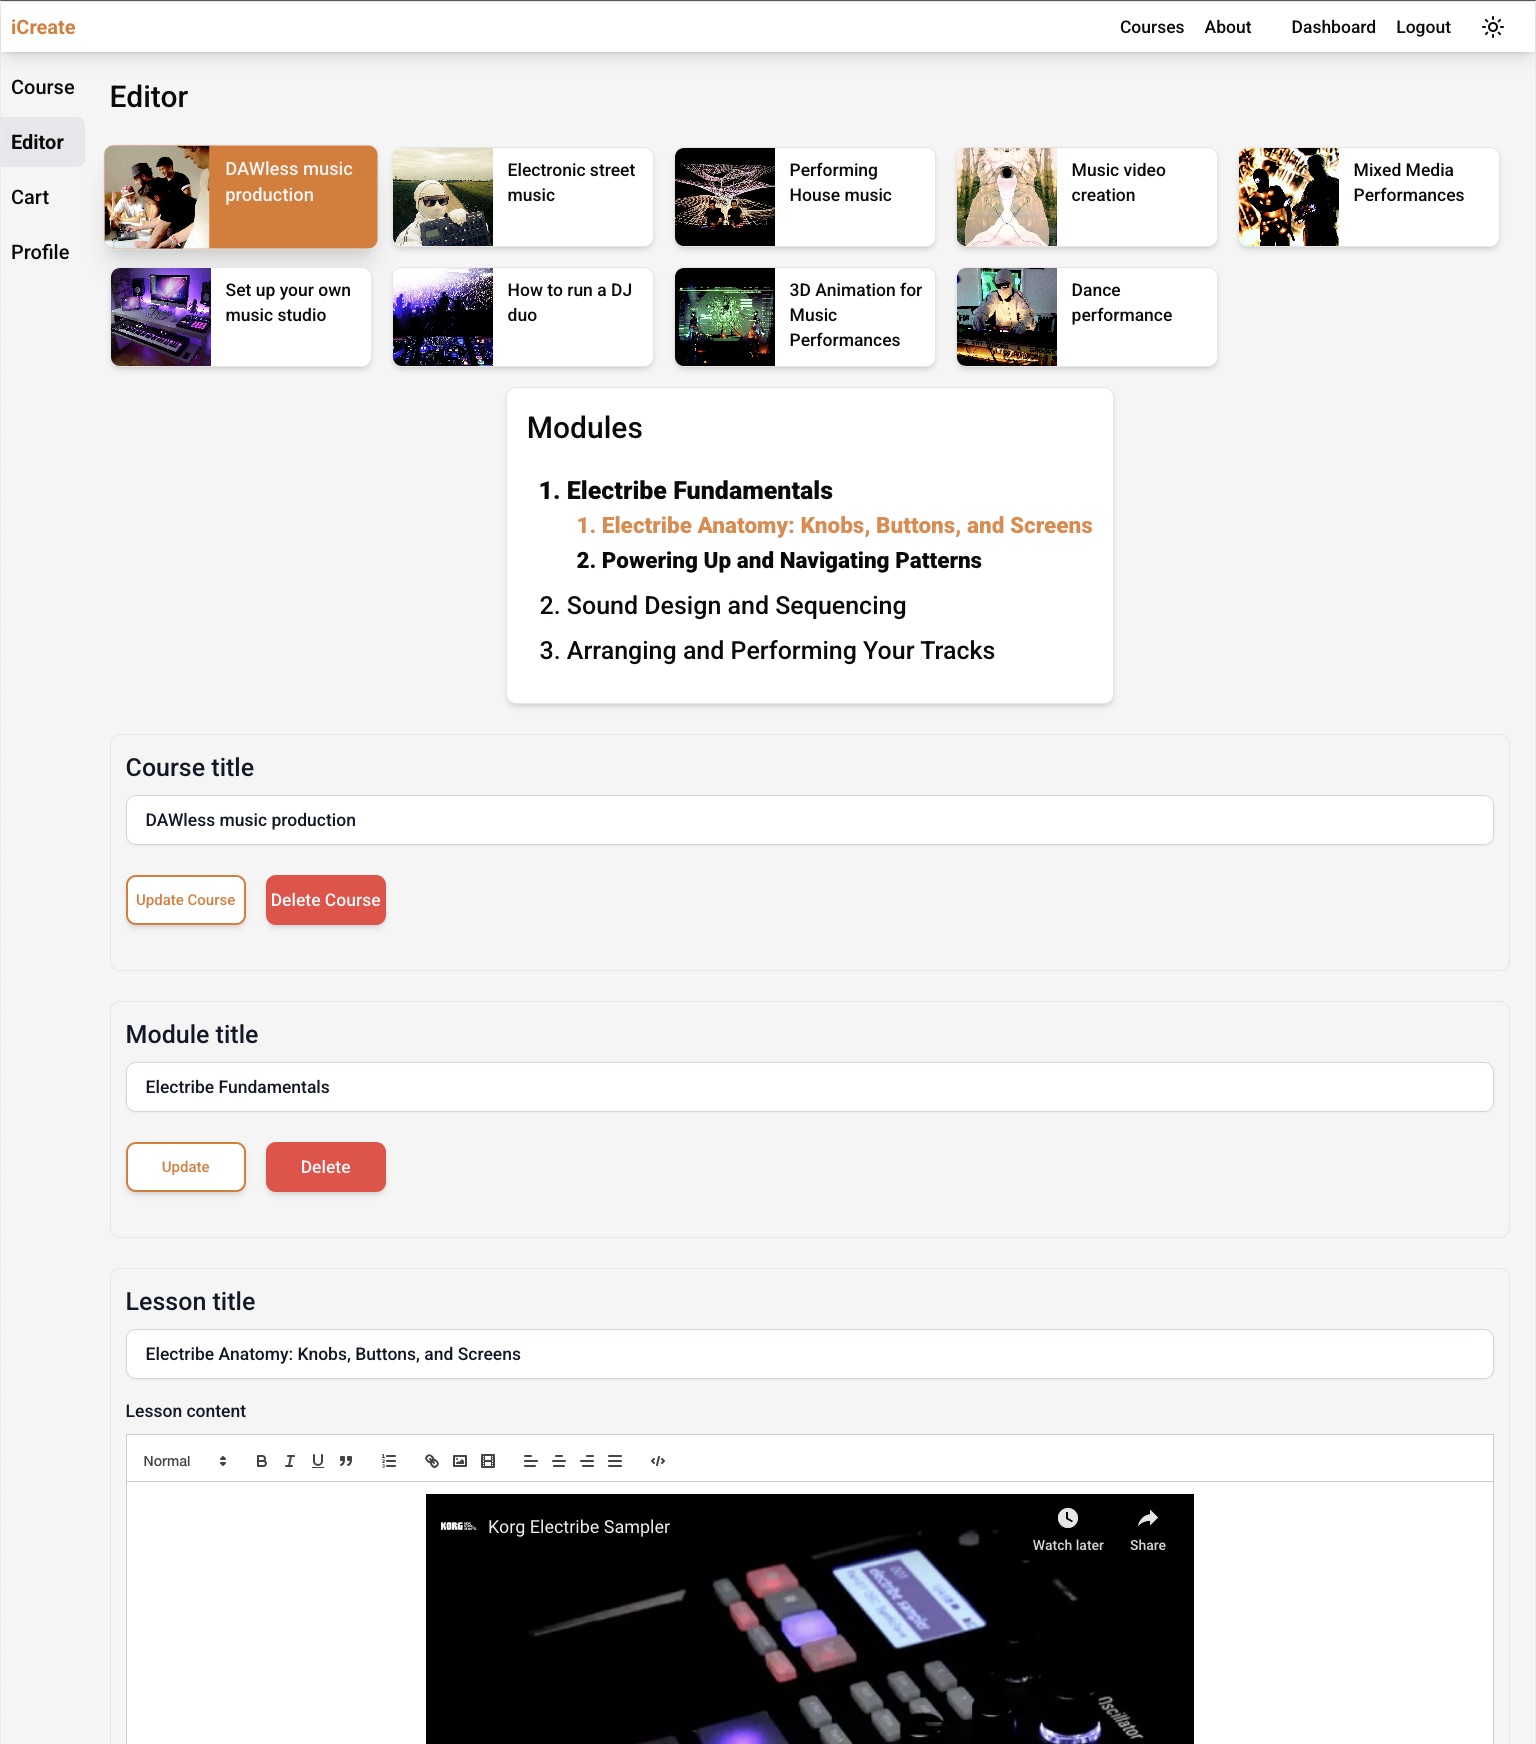 iCreate
Courses About Dashboard Logout
Course
Editor
Cart
Profile
Editor
DAWless music
production
Electronic street
music
Performing
House music
Music video
creation
Mixed Media
Performances
Set up your own
music studio
How to run a DJ
duo
3D Animation for
Music
Performances
Dance
performance
Modules
1. Electribe Fundamentals
1. Electribe Anatomy: Knobs, Buttons, and Screens
2. Powering Up and Navigating Patterns
2. Sound Design and Sequencing
3. Arranging and Performing Your Tracks
Course title
DAWless music production
Update Course
Delete Course
Module title
Electribe Fundamentals
Update
Delete
Lesson title
Electribe Anatomy: Knobs, Buttons, and Screens
Lesson content
Normal
KORG
Korg Electribe Sampler
Watch later
Share
001
electribe sampler
Oscillator